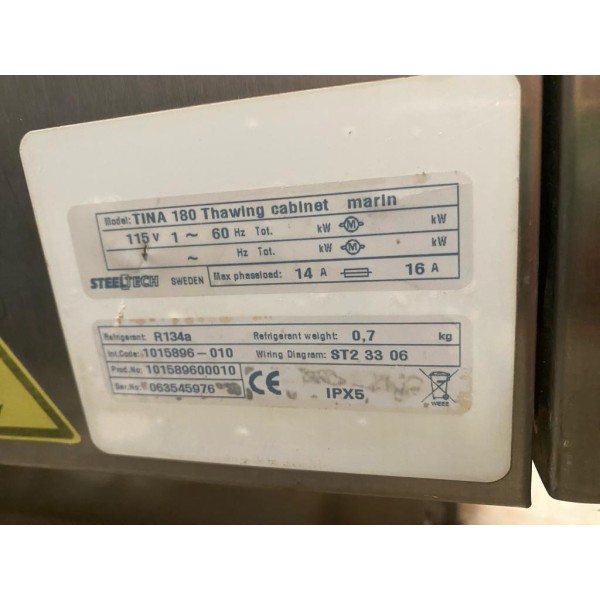 Model: TINA 180 Thawing cabinet marin
115 V 1 ~ 60 Hz Tot. kW M kW
~ Hz Tot. kW M kW
STEELTECH SWEDEN Max phaseload: 14 A 16 A
Refrigerant: R134a Refrigerant weight: 0,7 kg
Int.Code: 1015896-010 Wiring Diagram: ST2 33 06
Prod.No: 101589600010
Ser.No: 063545976 CE IPX5 WEEE